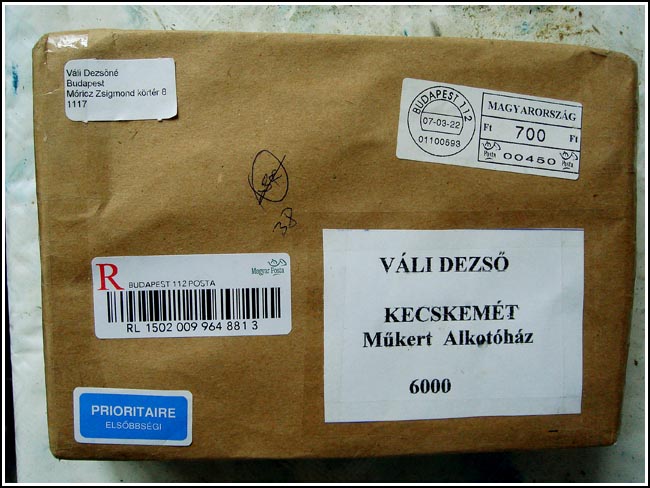 Váli Dezsőné
Budapest
Móricz Zsigmond körtér 8
1117
BUDAPEST 112
07-03-22
01100593
MAGYARORSZÁG
Ft 700 Ft
Posta 00450 Posta
38
R
BUDAPEST 112 POSTA
Magyar Posta
RL 1502 009 964 881 3
VÁLI DEZSŐ
KECSKEMÉT
Műkert Alkotóház
6000
PRIORITAIRE
ELSŐBBSÉGI